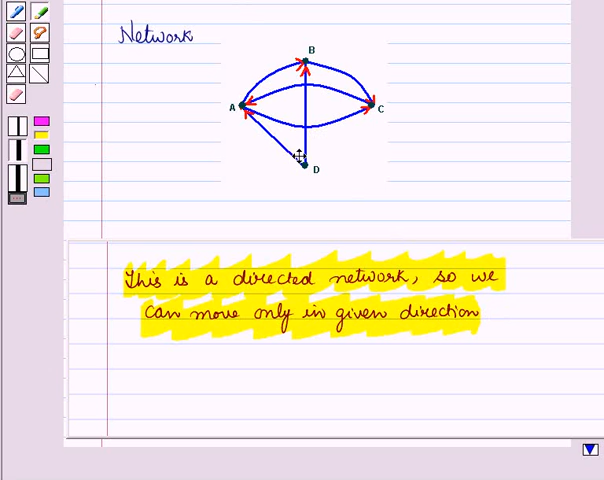 Network
B
A
C
D
This is a directed network, so we
can move only in given direction